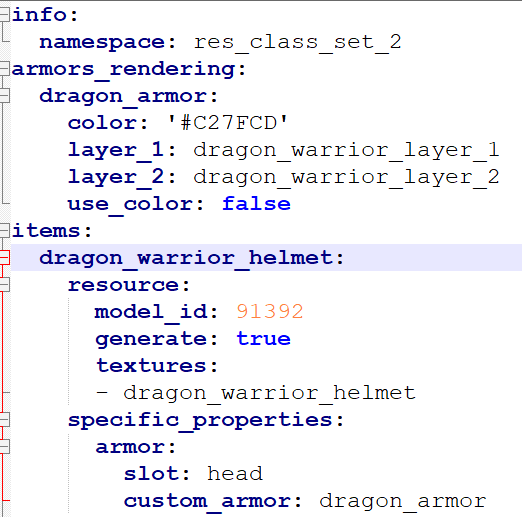 info:
  namespace: res_class_set_2
armors_rendering:
  dragon_armor:
    color: '#C27FCD'
    layer_1: dragon_warrior_layer_1
    layer_2: dragon_warrior_layer_2
    use_color: false
items:
  dragon_warrior_helmet:
    resource:
      model_id: 91392
      generate: true
      textures:
      - dragon_warrior_helmet
    specific_properties:
      armor:
        slot: head
        custom_armor: dragon_armor